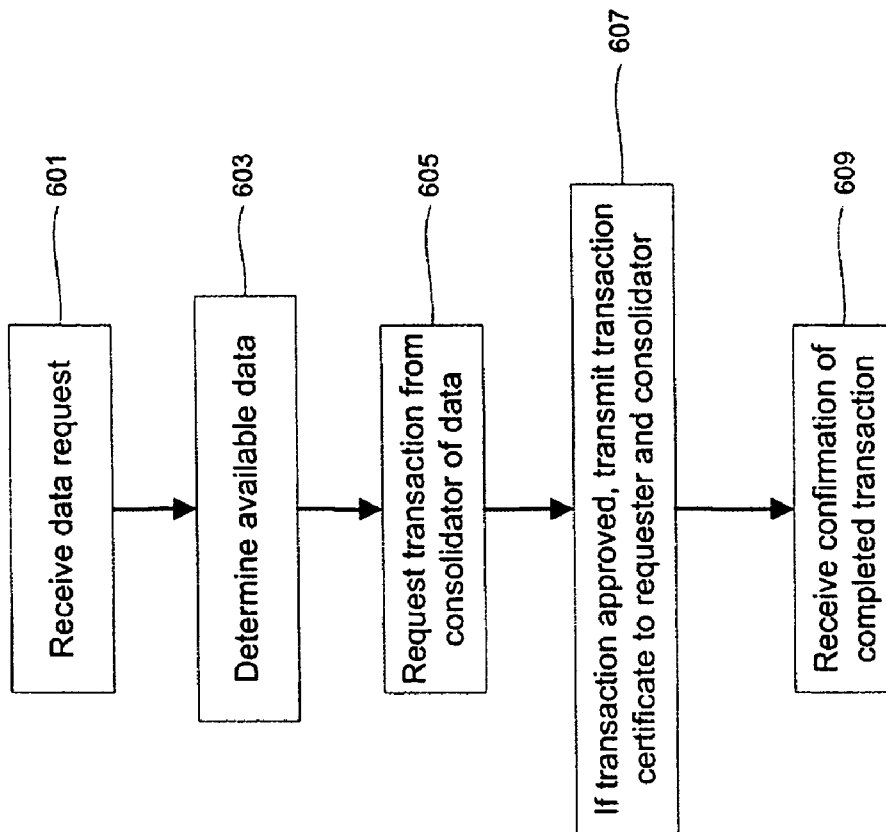 Receive data request
601
Determine available data
603
Request transaction from
consolidator of data
605
If transaction approved, transmit transaction
certificate to requester and consolidator
607
Receive confirmation of
completed transaction
609